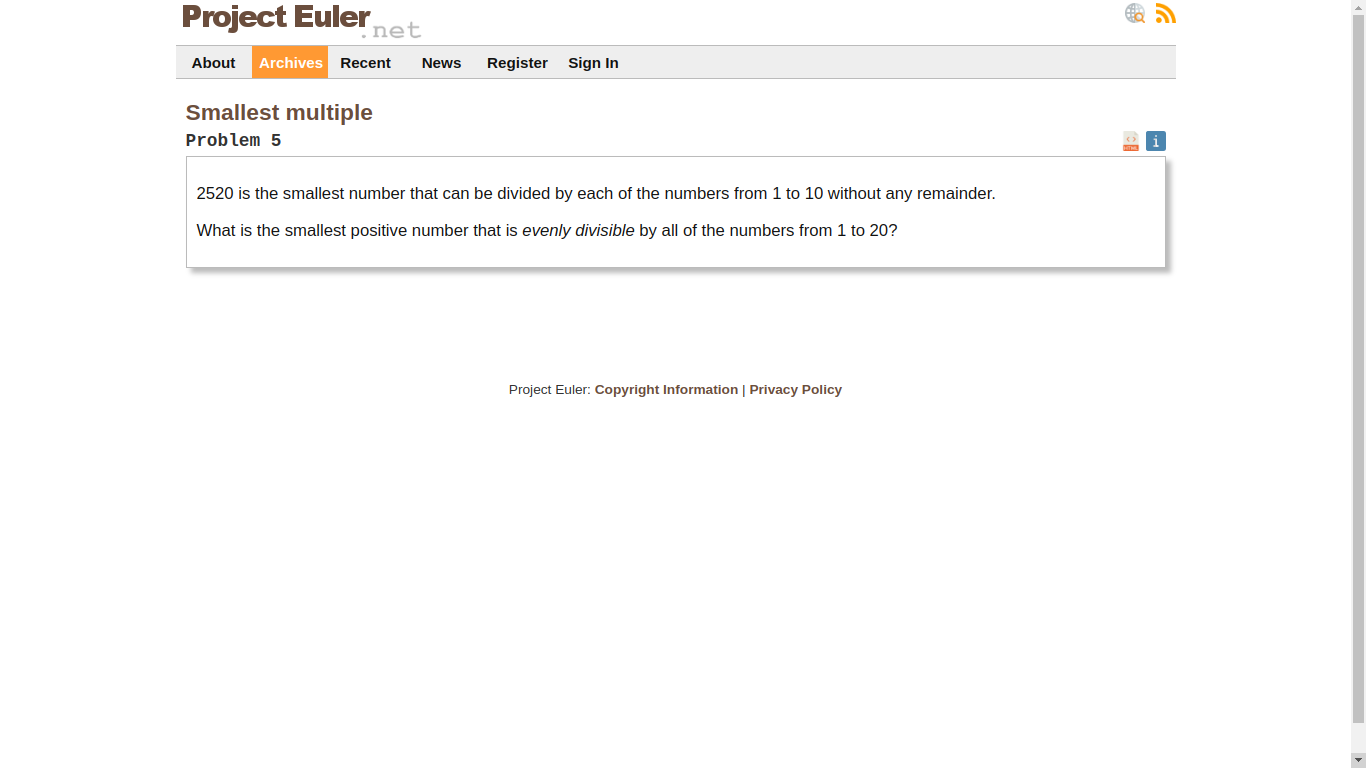 Project Euler
.net
About Archives Recent News Register Sign In
Smallest multiple
Problem 5
2520 is the smallest number that can be divided by each of the numbers from 1 to 10 without any remainder.
What is the smallest positive number that is evenly divisible by all of the numbers from 1 to 20?
Project Euler: Copyright Information | Privacy Policy